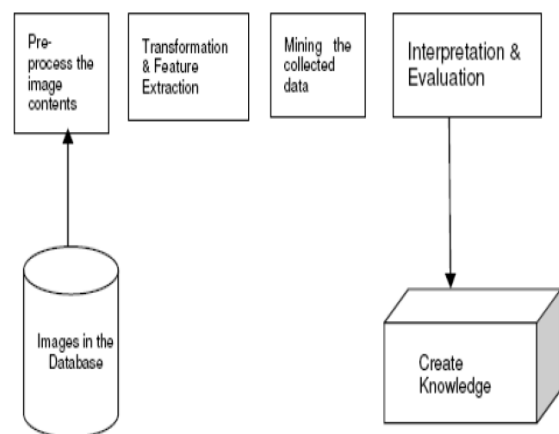 Pre-
process the
image
contents
Transformation
& Feature
Extraction
Mining the
collected
data
Interpretation &
Evaluation
Images in the
Database
Create
Knowledge